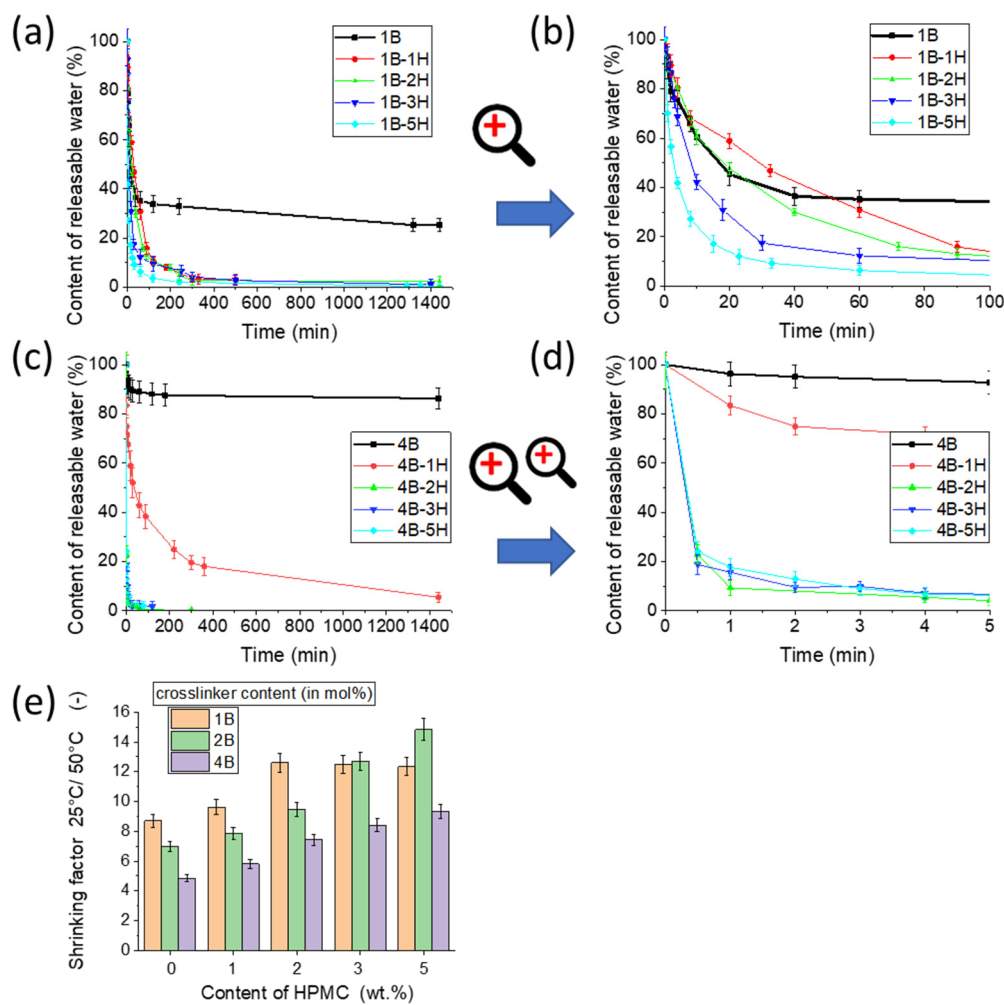 (a)
Content of releasable water (%)
100
80
60
40
20
0
1B
1B-1H
1B-2H
1B-3H
1B-5H
0 200 400 600 800 1000 1200 1400
Time (min)
(b)
Content of releasable water (%)
100
80
60
40
20
0
1B
1B-1H
1B-2H
1B-3H
1B-5H
0 20 40 60 80 100
Time (min)
(c)
Content of releasable water (%)
100
80
60
40
20
0
4B
4B-1H
4B-2H
4B-3H
4B-5H
0 200 400 600 800 1000 1200 1400
Time (min)
(d)
Content of releasable water (%)
100
80
60
40
20
0
4B
4B-1H
4B-2H
4B-3H
4B-5H
0 1 2 3 4 5
Time (min)
(e)
Shrinking factor 25°C/ 50°C (-)
crosslinker content (in mol%)
1B
2B
4B
16
14
12
10
8
6
4
2
0
0 1 2 3 5
Content of HPMC (wt.%)